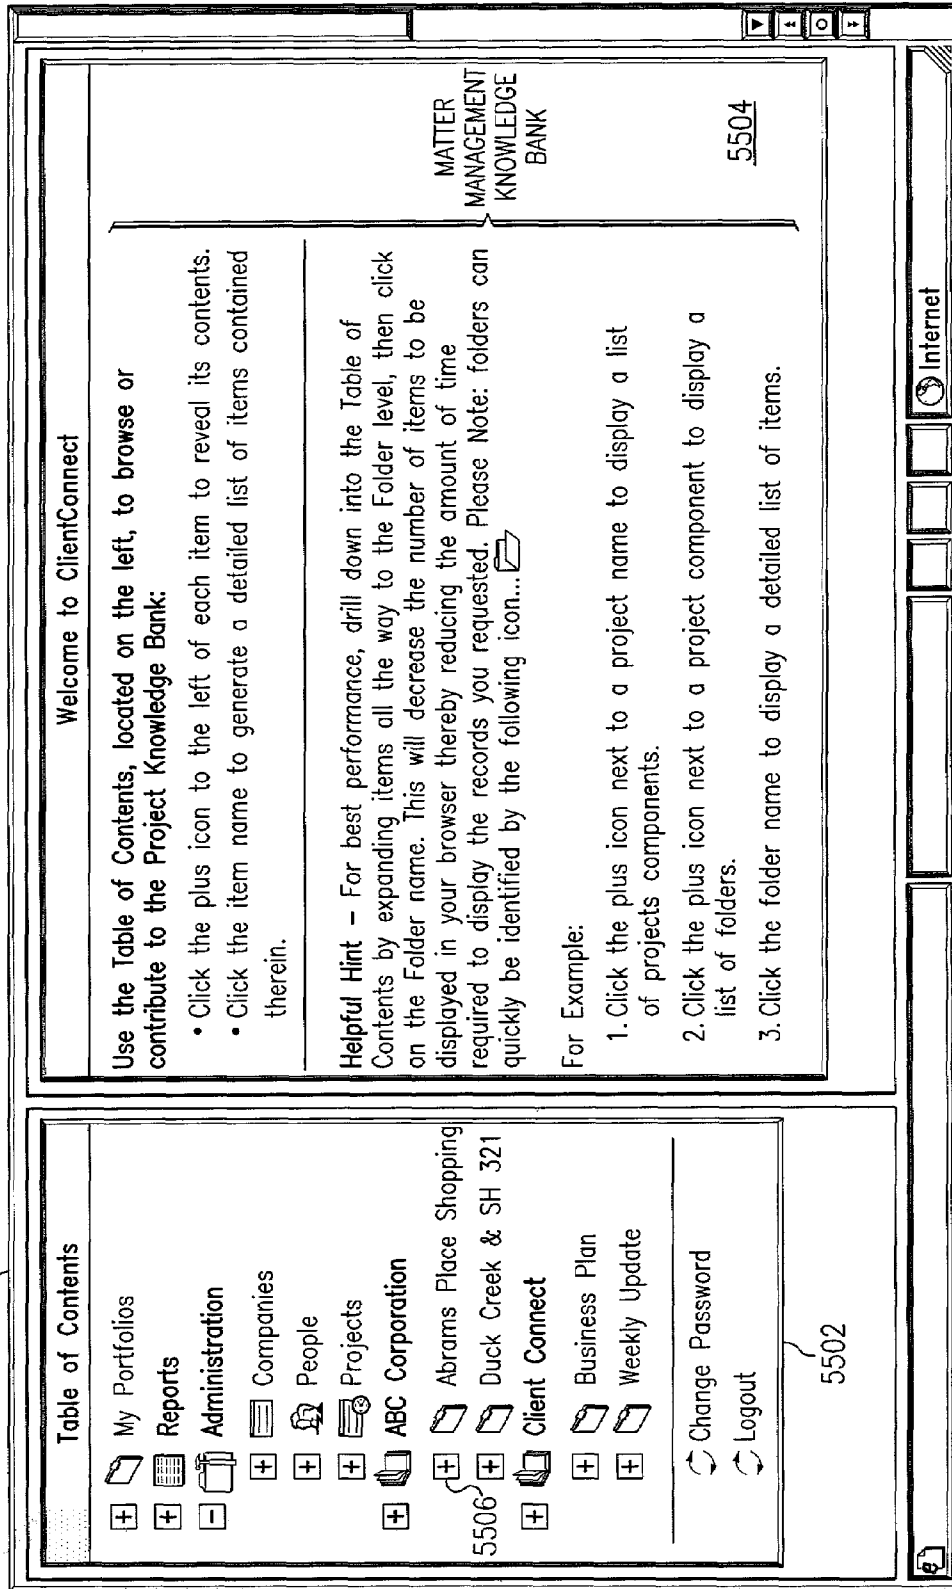 Table of Contents
My Portfolios
Reports
Administration
Companies
People
Projects
ABC Corporation
Abrams Place Shopping
Duck Creek & SH 321
5506
Client Connect
Business Plan
Weekly Update
Change Password
Logout
5502
Welcome to ClientConnect
Use the Table of Contents, located on the left, to browse or
contribute to the Project Knowledge Bank:
• Click the plus icon to the left of each item to reveal its contents.
• Click the item name to generate a detailed list of items contained
therein.
Helpful Hint – For best performance, drill down into the Table of
Contents by expanding items all the way to the Folder level, then click
on the Folder name. This will decrease the number of items to be
displayed in your browser thereby reducing the amount of time
required to display the records you requested. Please Note: folders can
quickly be identified by the following icon...
For Example:
1. Click the plus icon next to a project name to display a list
of projects components.
2. Click the plus icon next to a project component to display a
list of folders.
3. Click the folder name to display a detailed list of items.
MATTER
MANAGEMENT
KNOWLEDGE
BANK
5504
e
Internet